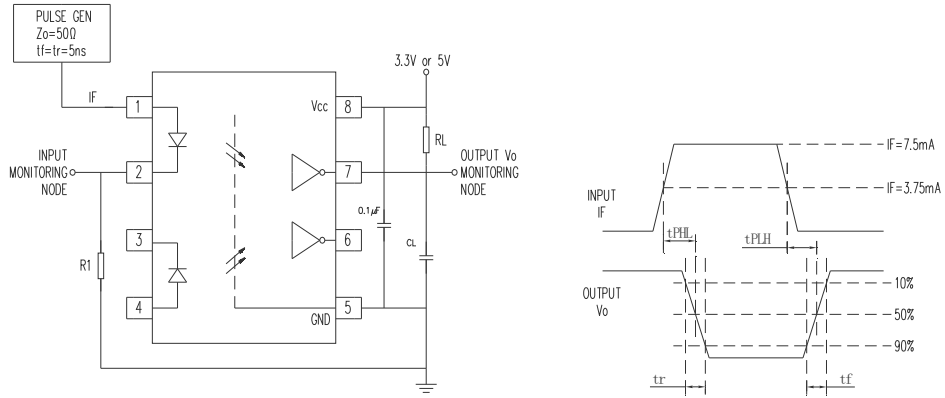 PULSE GEN
Zo=50Ω
tf=tr=5ns
3.3V or 5V
IF
1
Vcc
8
RL
INPUT
MONITORING
NODE
2
7
OUTPUT Vo
MONITORING
NODE
0.1μF
3
6
CL
R1
4
5
GND
IF=7.5mA
INPUT
IF
IF=3.75mA
tPHL
tPLH
OUTPUT
Vo
10%
50%
90%
tr
tf